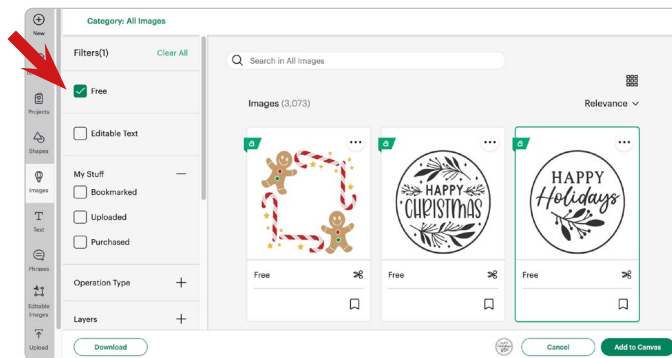 New
Category: All Images
Filters(1)
Clear All
Free
Editable Text
My Stuff
Bookmarked
Uploaded
Purchased
Operation Type
Layers
Download
Projects
Shapes
Images
Text
Phrases
Editable
Images
Upload
Search in All Images
Images (3,073)
Relevance
a
HAPPY
CHRISTMAS
a
HAPPY
Holidays
a
Free
Free
Free
Cancel
Add to Canvas